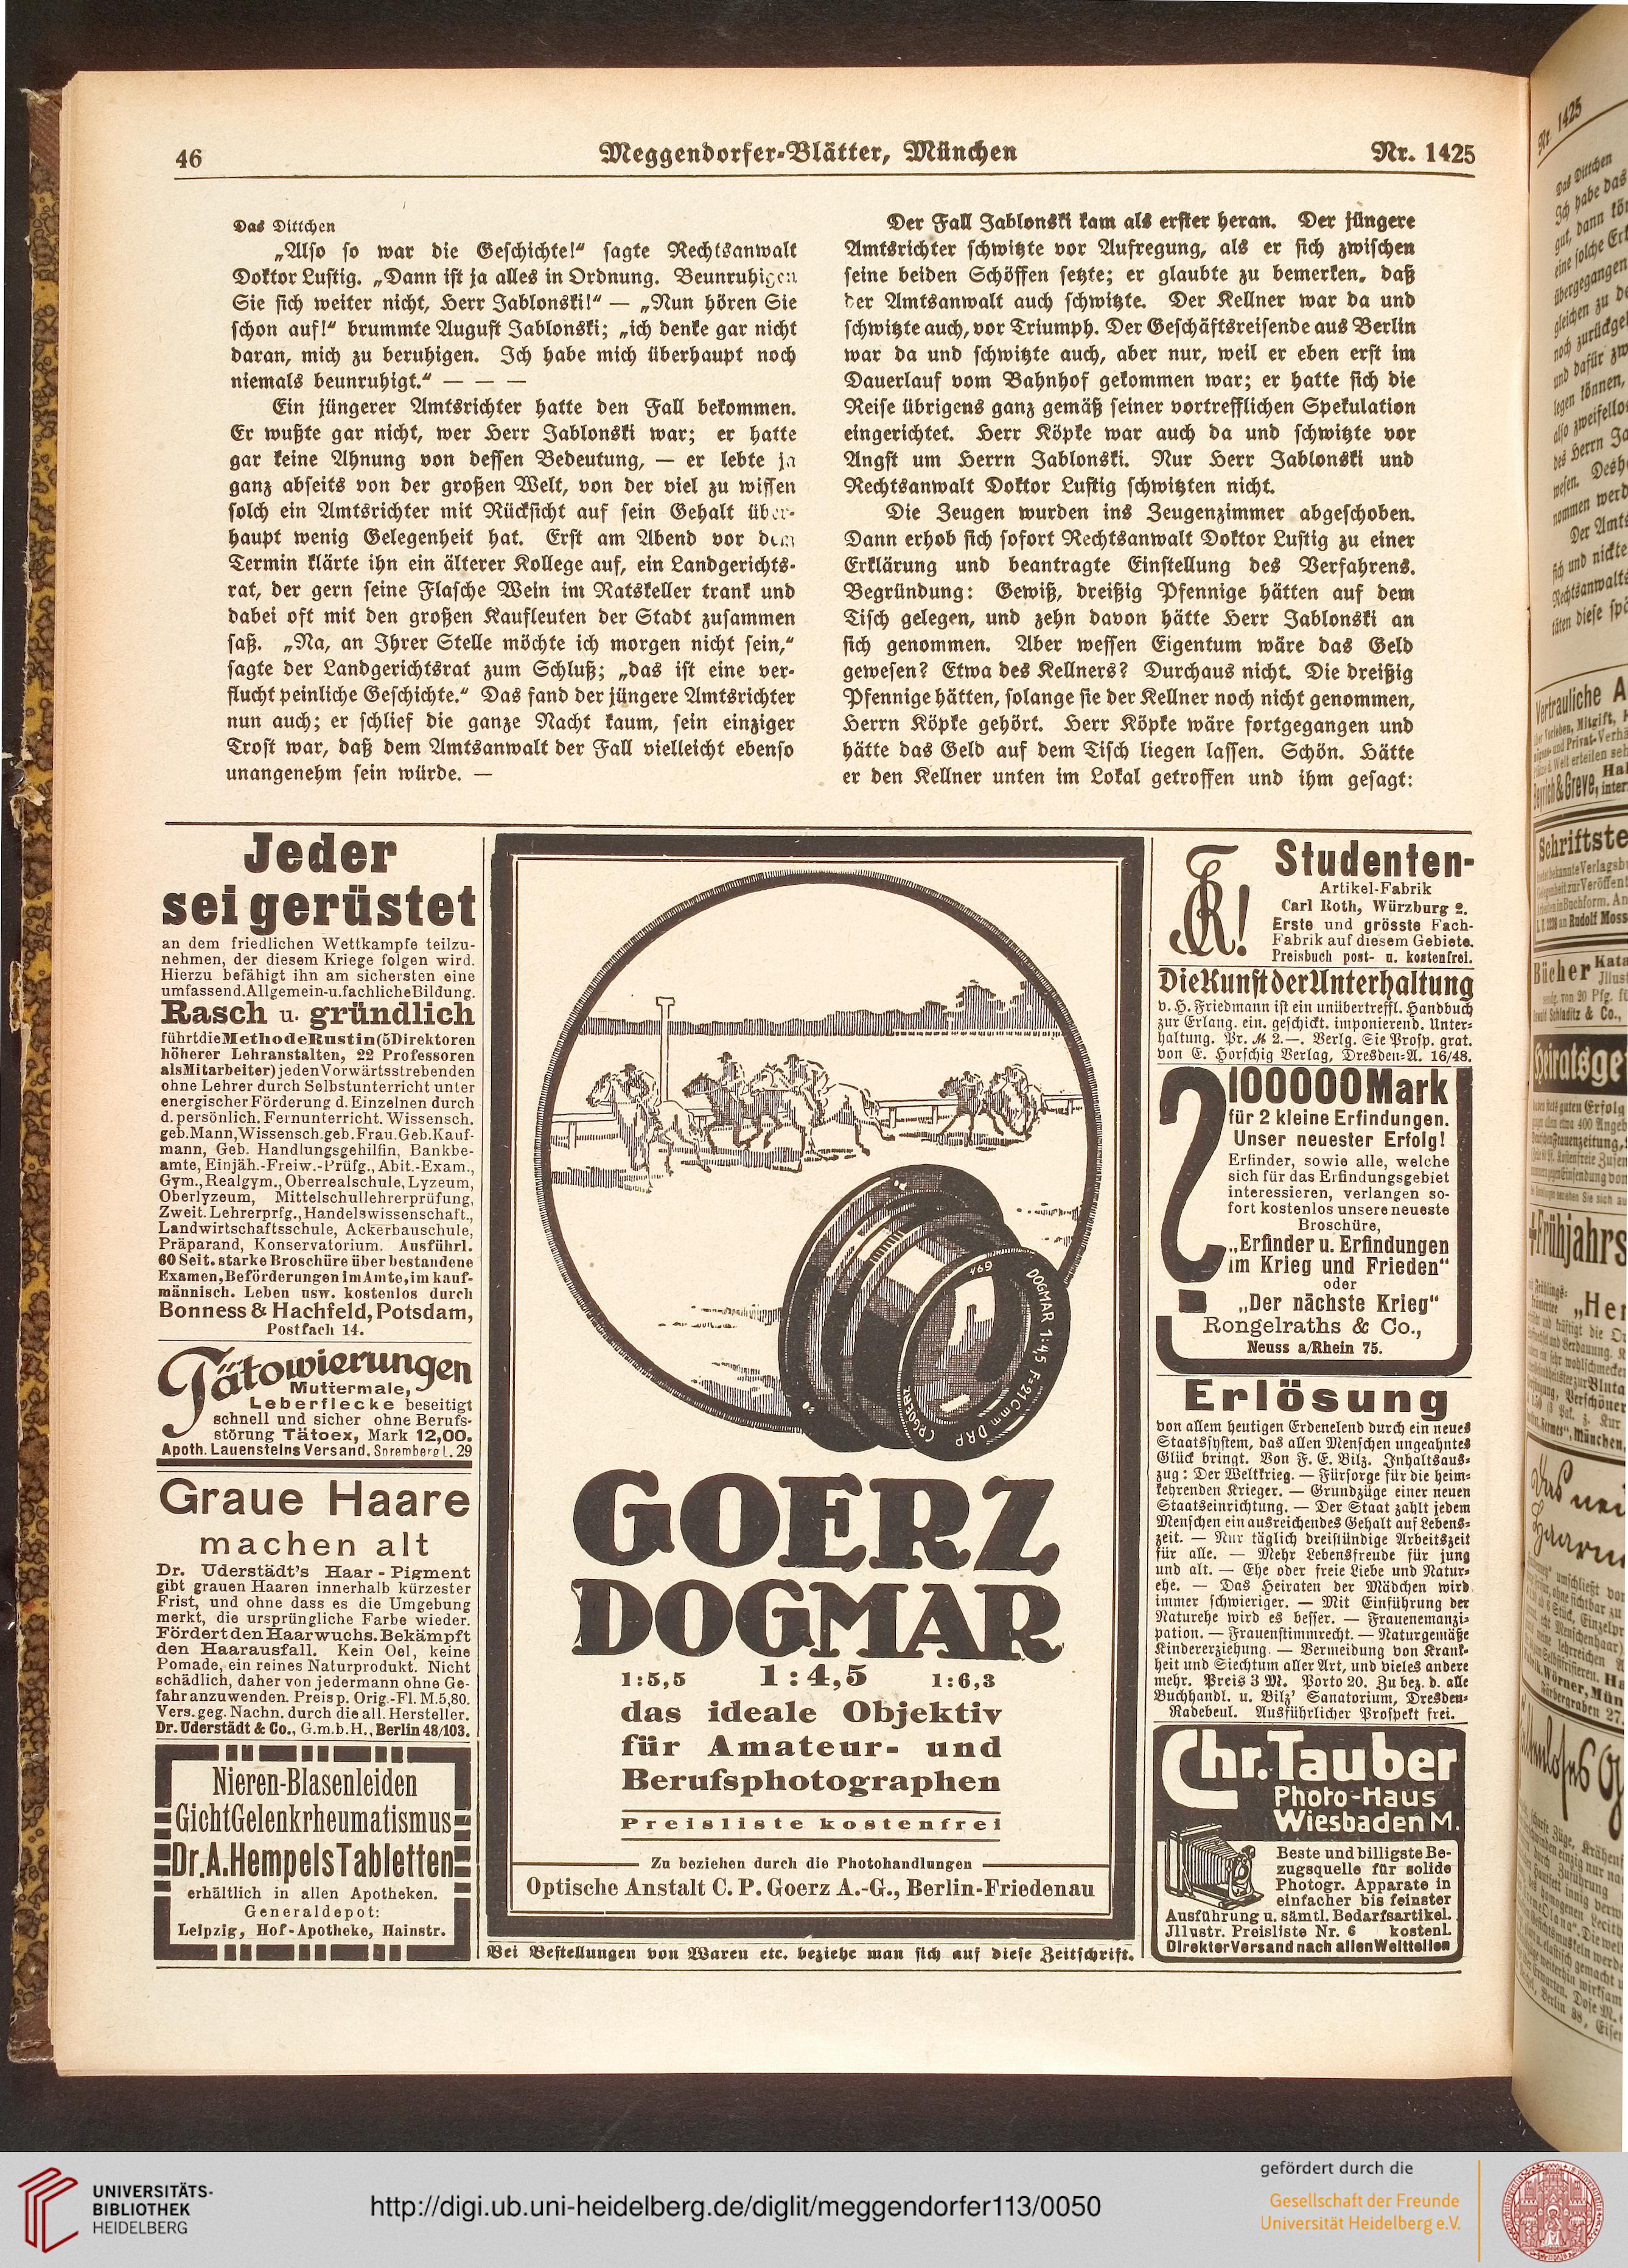 46
Meggendorfer-Blätter, München
Nr. 1425
Das Dittchen
„Also so war die Geschichte!“ sagte Rechtsanwalt
Doktor Lustig. „Dann ist ja alles in Ordnung. Beunruhigen
Sie sich weiter nicht, Herr Jablonski!“ — „Nun hören Sie
schon auf!“ brummte August Jablonski; „ich denke gar nicht
daran, mich zu beruhigen. Ich habe mich überhaupt noch
niemals beunruhigt.“ — — —
Ein jüngerer Amtsrichter hatte den Fall bekommen.
Er wußte gar nicht, wer Herr Jablonski war; er hatte
gar keine Ahnung von dessen Bedeutung, — er lebte ja
ganz abseits von der großen Welt, von der viel zu wissen
solch ein Amtsrichter mit Rücksicht auf sein Gehalt über-
haupt wenig Gelegenheit hat. Erst am Abend vor dem
Termin klärte ihn ein älterer Kollege auf, ein Landgerichts-
rat, der gern seine Flasche Wein im Ratskeller trank und
dabei oft mit den großen Kaufleuten der Stadt zusammen
saß. „Na, an Ihrer Stelle möchte ich morgen nicht sein,“
sagte der Landgerichtsrat zum Schluß; „das ist eine ver-
flucht peinliche Geschichte.“ Das fand der jüngere Amtsrichter
nun auch; er schlief die ganze Nacht kaum, sein einziger
Trost war, daß dem Amtsanwalt der Fall vielleicht ebenso
unangenehm sein würde. —
Der Fall Jablonski kam als erster heran. Der jüngere
Amtsrichter schwitzte vor Aufregung, als er sich zwischen
seine beiden Schöffen setzte; er glaubte zu bemerken, daß
der Amtsanwalt auch schwitzte. Der Kellner war da und
schwitzte auch, vor Triumph. Der Geschäftsreisende aus Berlin
war da und schwitzte auch, aber nur, weil er eben erst im
Dauerlauf vom Bahnhof gekommen war; er hatte sich die
Reise übrigens ganz gemäß seiner vortrefflichen Spekulation
eingerichtet. Herr Köpke war auch da und schwitzte vor
Angst um Herrn Jablonski. Nur Herr Jablonski und
Rechtsanwalt Doktor Lustig schwitzten nicht.
Die Zeugen wurden ins Zeugenzimmer abgeschoben.
Dann erhob sich sofort Rechtsanwalt Doktor Lustig zu einer
Erklärung und beantragte Einstellung des Verfahrens.
Begründung: Gewiß, dreißig Pfennige hätten auf dem
Tisch gelegen, und zehn davon hätte Herr Jablonski an
sich genommen. Aber wessen Eigentum wäre das Geld
gewesen? Etwa des Kellners? Durchaus nicht. Die dreißig
Pfennige hätten, solange sie der Kellner noch nicht genommen,
Herrn Köpke gehört. Herr Köpke wäre fortgegangen und
hätte das Geld auf dem Tisch liegen lassen. Schön. Hätte
er den Kellner unten im Lokal getroffen und ihm gesagt:
Jeder
sei gerüstet
an dem friedlichen Wettkampfe teilzu-
nehmen, der diesem Kriege folgen wird.
Hierzu befähigt ihn am sichersten eine
umfassend.Allgemein-u.fachliche Bildung.
Rasch u. gründlich
führt die Methode Rustin (5 Direktoren
höherer Lehranstalten, 22 Professoren
als Mitarbeiter) jeden Vorwärtsstrebenden
ohne Lehrer durch Selbstunterricht unter
energischer Förderung d. Einzelnen durch
d. persönlich. Fernunterricht. Wissensch.
geb.Mann, Wissensch.geb.Frau. Geb.Kauf-
mann, Geb. Handlungsgehilfin, Bankbe-
amte, Einjäh.-Freiw.-Prüfg., Abit.-Exam.,
Gym., Realgym., Oberrealschule, Lyzeum,
Oberlyzeum, Mittelschullehrerprüfung,
Zweit. Lehrerprfg., Handelswissenschaft.,
Landwirtschaftsschule, Ackerbauschule,
Präparand, Konservatorium. Ausführl.
60 Seit. starke Broschüre über bestandene
Examen, Beförderungen im Amte, im kauf-
männisch. Leben usw. kostenlos durch
Bonness & Hachfeld, Potsdam,
Postfach 14.
Tätowierungen
Muttermale,
Leberflecke beseitigt
schnell und sicher ohne Berufs-
störung Tätoex, Mark 12,00.
Apoth. Lauensteins Versand, Spremberg L. 29
Graue Haare
machen alt
Dr. Uderstädt's Haar-Pigment
gibt grauen Haaren innerhalb kürzester
Frist, und ohne dass es die Umgebung
merkt, die ursprüngliche Farbe wieder.
Fördert den Haarwuchs. Bekämpft
den Haarausfall. Kein Oel, keine
Pomade, ein reines Naturprodukt. Nicht
schädlich, daher von jedermann ohne Ge-
fahr anzuwenden. Preis p. Orig.-Fl. M.5,80.
Vers. geg. Nachn. durch die all. Hersteller.
Dr. Uderstädt & Co., G.m.b.H., Berlin 48/103.
Nieren-Blasenleiden
Gicht Gelenkrheumatismus
Dr.A.Hempels Tabletten
erhältlich in allen Apotheken.
Generaldepot:
Leipzig, Hof-Apotheke, Hainstr.
469
DOGMAR 1:4,5 F=21Cmm DRP
CPGOERZ
GOERZ
DOGMAR
1:5,5 1:4,5 1:6,3
das ideale Objektiv
für Amateur- und
Berufsphotographen
Preisliste kostenfrei
Zu beziehen durch die Photohandlungen
Optische Anstalt C. P. Goerz A.-G., Berlin-Friedenau
Bei Bestellungen von Waren etc. beziehe man sich auf diese Zeitschrift.
Studenten-
Artikel-Fabrik
Carl Roth, Würzburg 2.
Erste und grösste Fach-
Fabrik auf diesem Gebiete.
Preisbuch post- u. kostenfrei.
Die Kunst der Unterhaltung
v. H. Friedmann ist ein unübertreffl. Handbuch
zur Erlang. ein. geschickt. imponierend. Unter-
haltung. Pr. M 2.—. Verlg. Sie Prosp. grat.
von E. Horschig Verlag, Dresden-A. 16/48.
?
100000 Mark
für 2 kleine Erfindungen.
Unser neuester Erfolg!
Erfinder, sowie alle, welche
sich für das Erfindungsgebiet
interessieren, verlangen so-
fort kostenlos unsere neueste
Broschüre,
„Erfinder u. Erfindungen
im Krieg und Frieden“
oder
„Der nächste Krieg“
Rongelraths & Co.,
Neuss a/Rhein 75.
Erlösung
von allem heutigen Erdenelend durch ein neues
Staatssystem, das allen Menschen ungeahntes
Glück bringt. Von F. E. Bilz. Inhaltsaus-
zug: Der Weltkrieg. — Fürsorge für die heim-
kehrenden Krieger. — Grundzüge einer neuen
Staatseinrichtung. — Der Staat zahlt jedem
Menschen ein ausreichendes Gehalt auf Lebens-
zeit. — Nur täglich dreistündige Arbeitszeit
für alle. — Mehr Lebensfreude für jung
und alt. — Ehe oder freie Liebe und Natur-
ehe. — Das Heiraten der Mädchen wird
immer schwieriger. — Mit Einführung der
Naturehe wird es besser. — Frauenemanzi-
pation. — Frauenstimmrecht. — Naturgemäße
Kindererziehung. — Vermeidung von Krank-
heit und Siechtum aller Art, und vieles andere
mehr. Preis 3 M. Porto 20. Zu bez. d. alle
Buchhandl. u. Bilz' Sanatorium, Dresden-
Radebeul. Ausführlicher Prospekt frei.
Chr. Tauber
Photo-Haus
Wiesbaden M.
Beste und billigste Be-
zugsquelle für solide
Photogr. Apparate in
einfacher bis feinster
Ausführung u. sämtl. Bedarfsartikel.
Jllustr. Preisliste Nr. 6 kostenl.
Direkter Versand nach allen Weltteilen
Nr. 1425
Das Dittchen
UNIVERSITÄTS-
BIBLIOTHEK
HEIDELBERG
http://digi.ub.uni-heidelberg.de/diglit/meggendorfer113/0050
gefördert durch die
Gesellschaft der Freunde
Universität Heidelberg e.V.